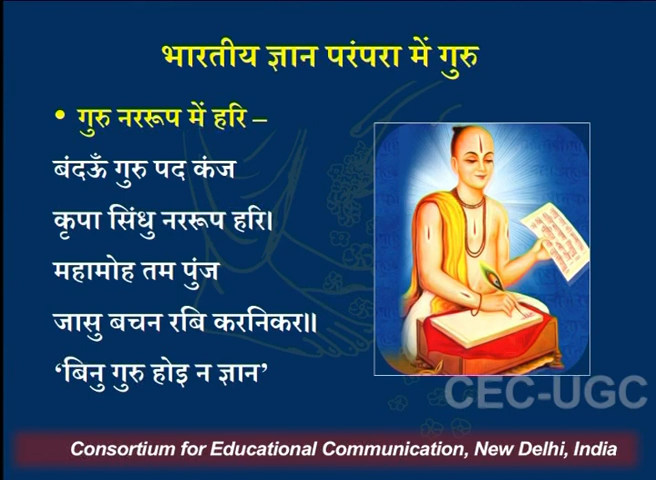 भारतीय ज्ञान परंपरा में गुरु
• गुरु नररूप में हरि –
बंदऊँ गुरु पद कंज
कृपा सिंधु नररूप हरि।
महामोह तम पुंज
जासु बचन रबि करनिकर॥
‘बिनु गुरु होइ न ज्ञान’
CEC-UGC
Consortium for Educational Communication, New Delhi, India